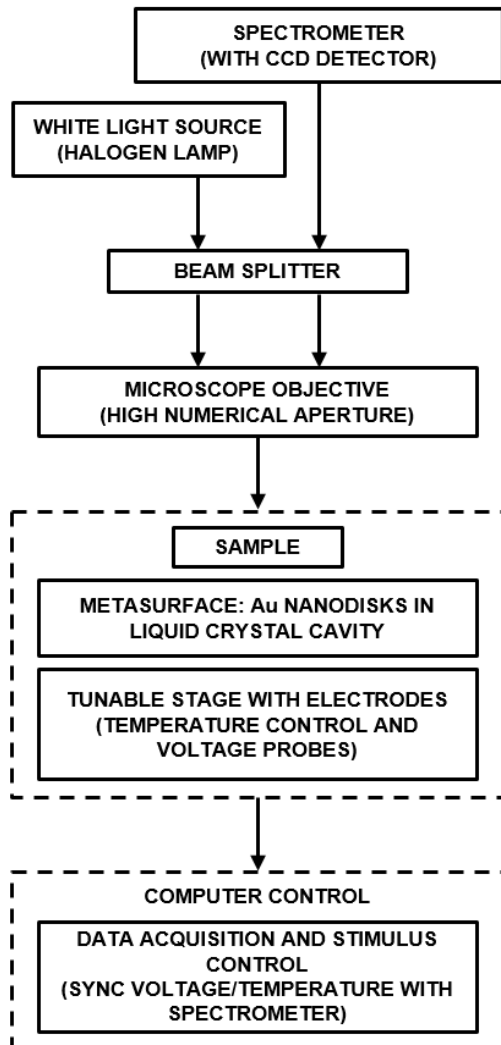 SPECTROMETER
(WITH CCD DETECTOR)
WHITE LIGHT SOURCE
(HALOGEN LAMP)
BEAM SPLITTER
MICROSCOPE OBJECTIVE
(HIGH NUMERICAL APERTURE)
SAMPLE
METASURFACE: Au NANODISKS IN
LIQUID CRYSTAL CAVITY
TUNABLE STAGE WITH ELECTRODES
(TEMPERATURE CONTROL AND
VOLTAGE PROBES)
COMPUTER CONTROL
DATA ACQUISITION AND STIMULUS
CONTROL
(SYNC VOLTAGE/TEMPERATURE WITH
SPECTROMETER)